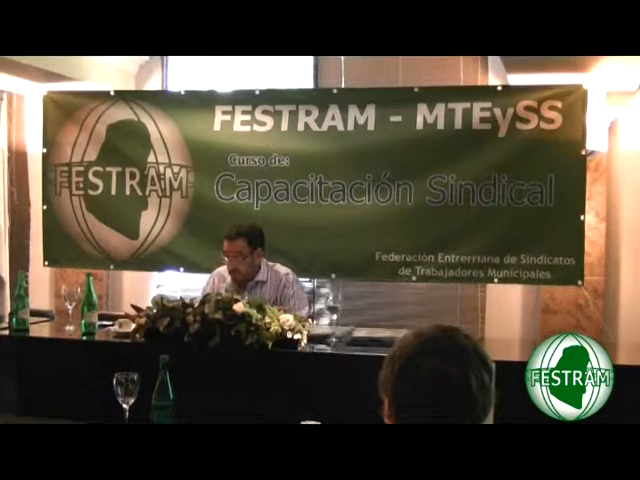 FESTRAM - MTEySS
Curso de:
FESTRAM
Capacitación Sindical
Federación Entrerriana de Sindicatos
de Trabajadores Municipales
FESTRAM